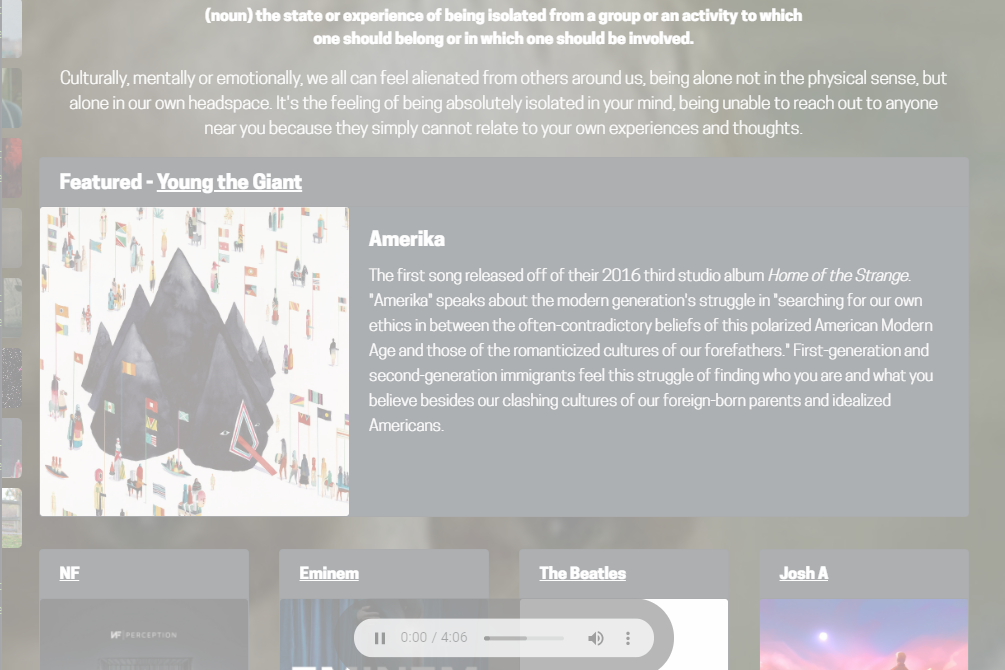 (noun) the state or experience of being isolated from a group or an activity to which
one should belong or in which one should be involved.
Culturally, mentally or emotionally, we all can feel alienated from others around us, being alone not in the physical sense, but
alone in our own headspace. It's the feeling of being absolutely isolated in your mind, being unable to reach out to anyone
near you because they simply cannot relate to your own experiences and thoughts.
Featured - Young the Giant
Amerika
The first song released off of their 2016 third studio album Home of the Strange.
"Amerika" speaks about the modern generation's struggle in "searching for our own
ethics in between the often-contradictory beliefs of this polarized American Modern
Age and those of the romanticized cultures of our forefathers." First-generation and
second-generation immigrants feel this struggle of finding who you are and what you
believe besides our clashing cultures of our foreign-born parents and idealized
Americans.
NF
Eminem
The Beatles
Josh A
NF PERCEPTION
0:00 / 4:06